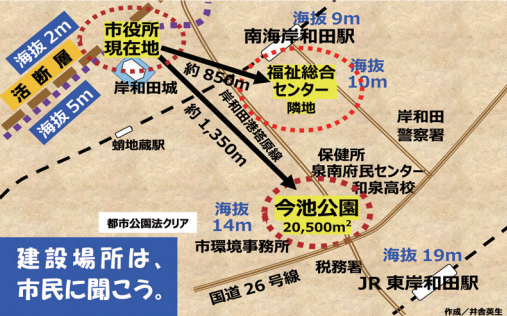 海抜 2m
活断層
海抜 5m
市役所
現在地
岸和田城
蛸地蔵駅
約 850m
約 1,350m
岸和田港塔原線
海抜 9m
南海岸和田駅
福祉総合
センター
隣地
海抜
10m
岸和田
警察署
保健所
泉南府民センター
和泉高校
今池公園
20,500m²
海抜
14m
都市公園法クリア
市環境事務所
税務署
国道 26 号線
海抜 19m
JR 東岸和田駅
建設場所は、
市民に聞こう。
作成／井舎英生